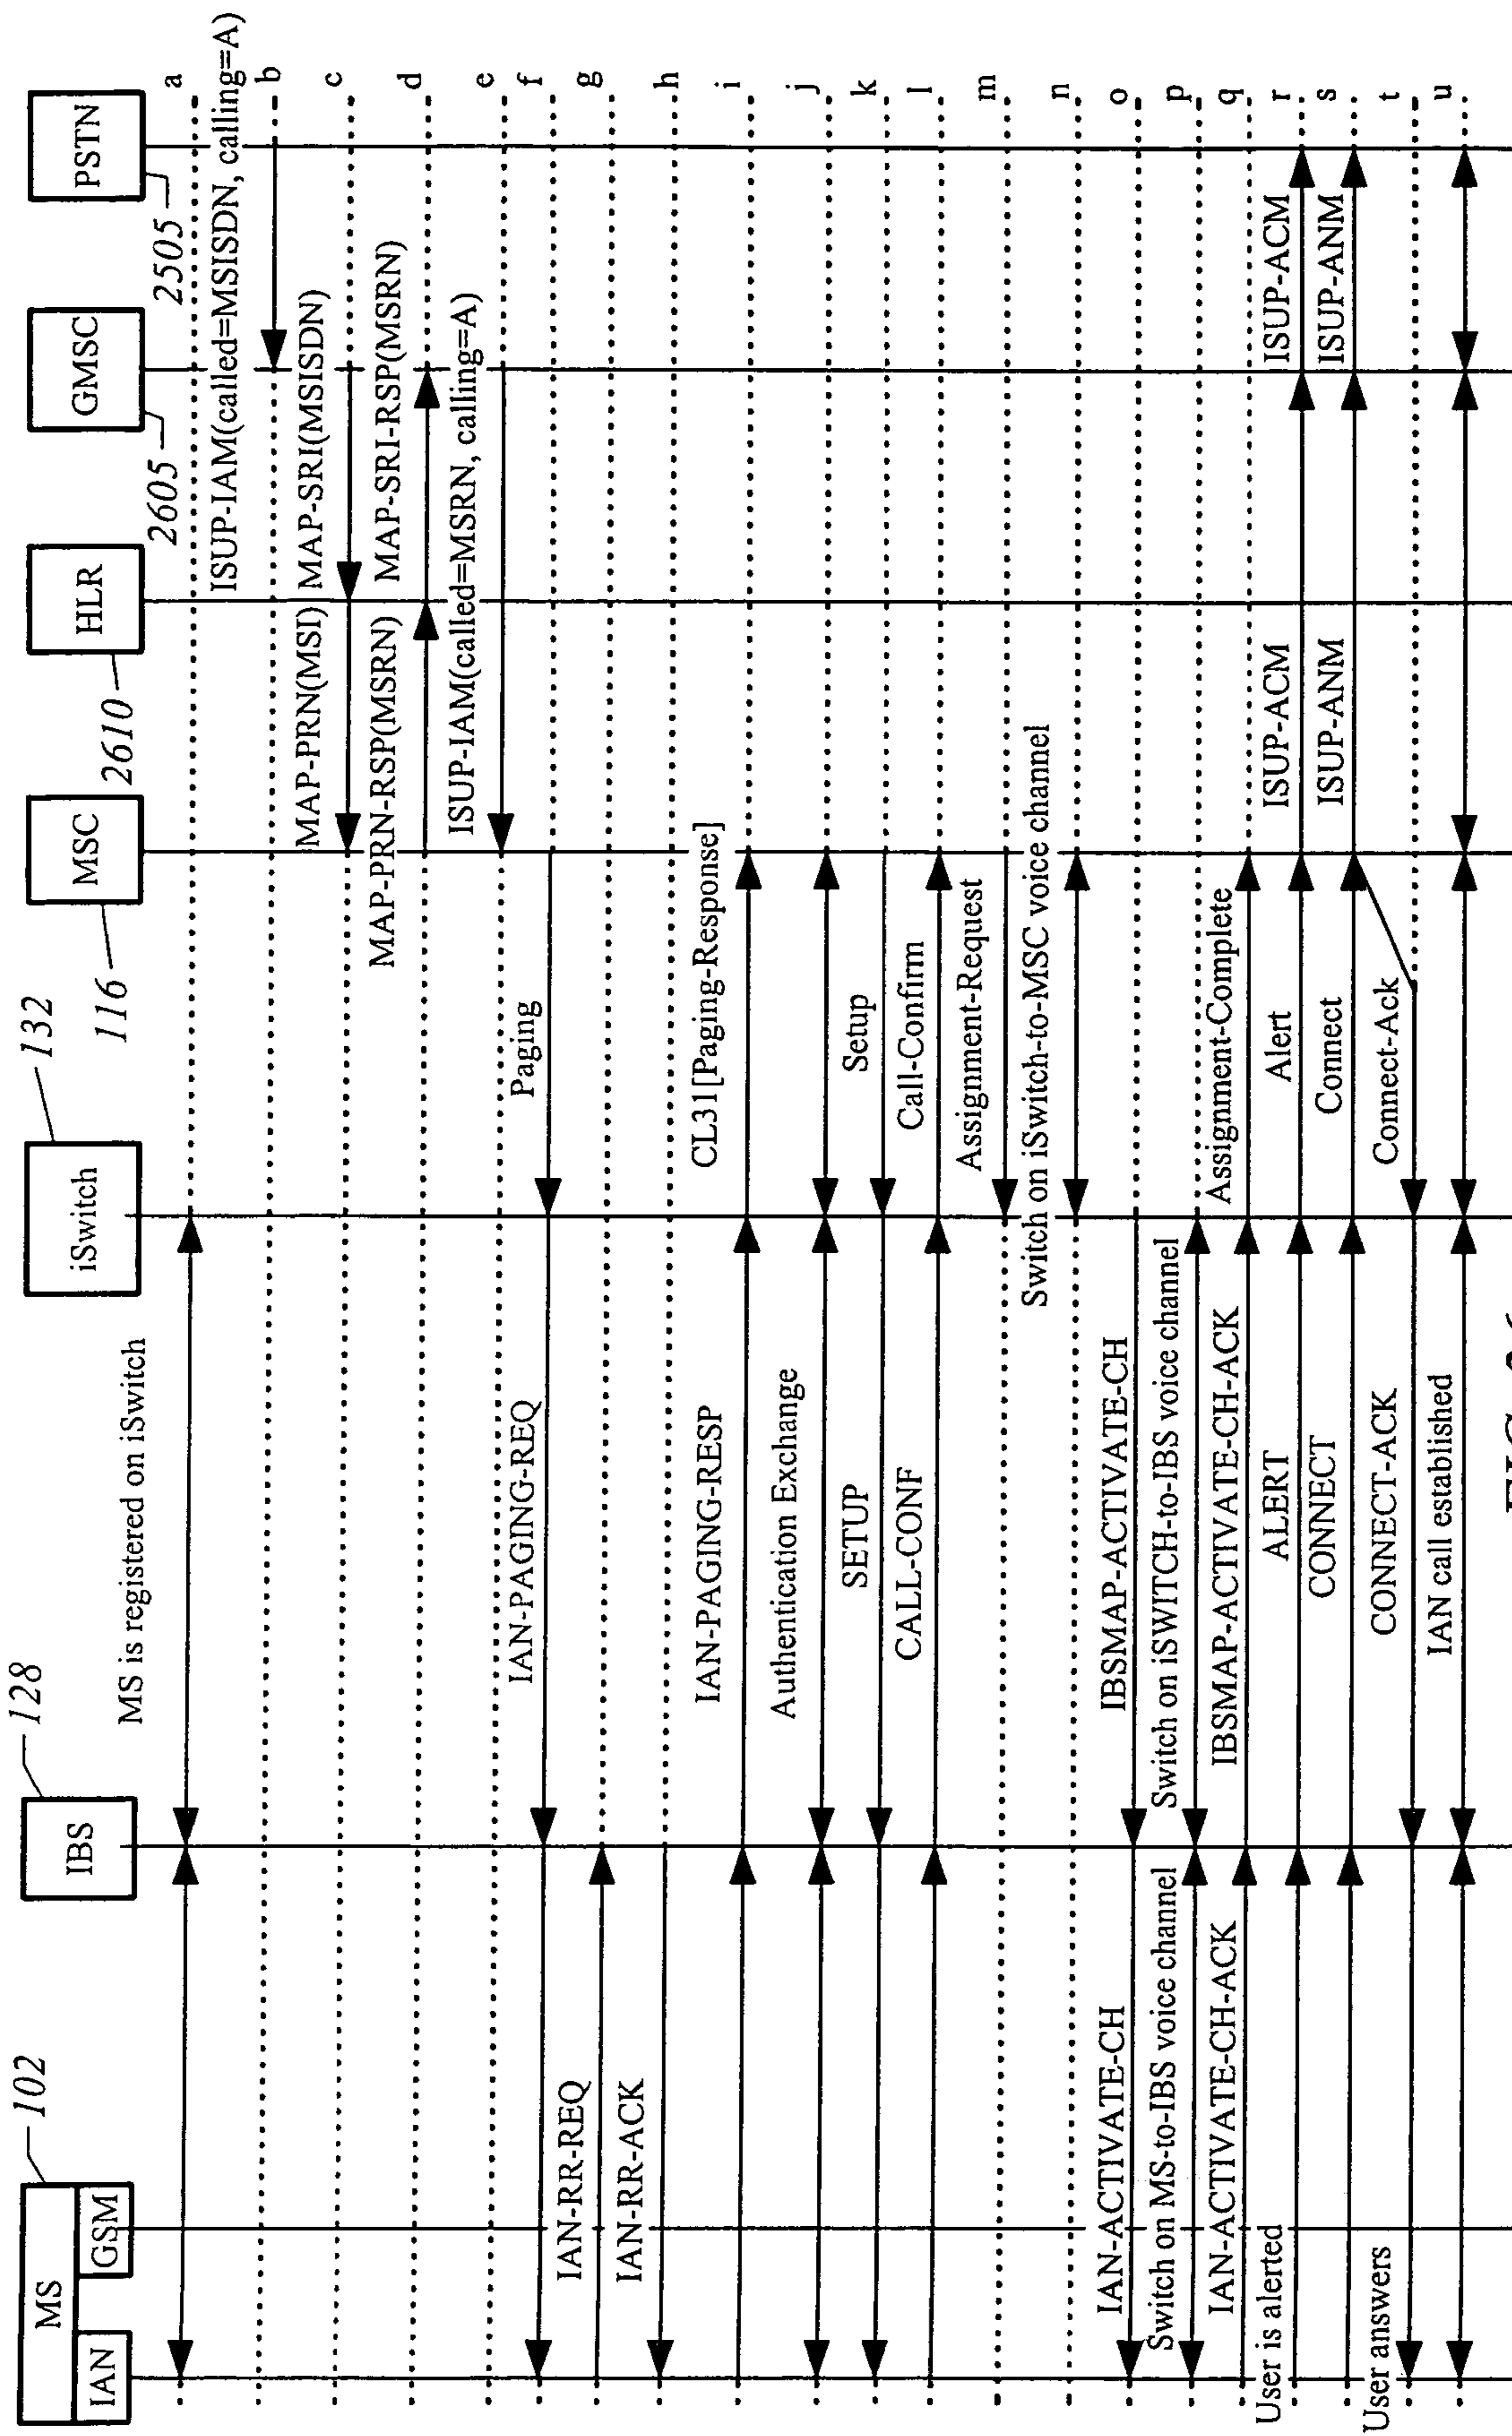 MS
IAN
GSM
102
IBS
128
iSwitch
132
MSC
116
HLR
2610
GMSC
2605
PSTN
2505
MS is registered on iSwitch
a
ISUP-IAM(called=MSISDN, calling=A)
b
MAP-PRN(MSI)
MAP-SRI(MSISDN)
c
MAP-PRN-RSP(MSRN)
MAP-SRI-RSP(MSRN)
d
ISUP-IAM(called=MSRN, calling=A)
e
IAN-PAGING-REQ
Paging
f
IAN-RR-REQ
g
IAN-RR-ACK
h
IAN-PAGING-RESP
CL31[Paging-Response]
i
Authentication Exchange
j
SETUP
Setup
k
CALL-CONF
Call-Confirm
l
Assignment-Request
m
Switch on iSwitch-to-MSC voice channel
n
IAN-ACTIVATE-CH
IBSMAP-ACTIVATE-CH
o
Switch on MS-to-IBS voice channel
Switch on iSWITCH-to-IBS voice channel
p
IAN-ACTIVATE-CH-ACK
IBSMAP-ACTIVATE-CH-ACK
Assignment-Complete
q
User is alerted
ALERT
Alert
ISUP-ACM
ISUP-ACM
r
CONNECT
Connect
ISUP-ANM
ISUP-ANM
s
User answers
CONNECT-ACK
Connect-Ack
t
IAN call established
u